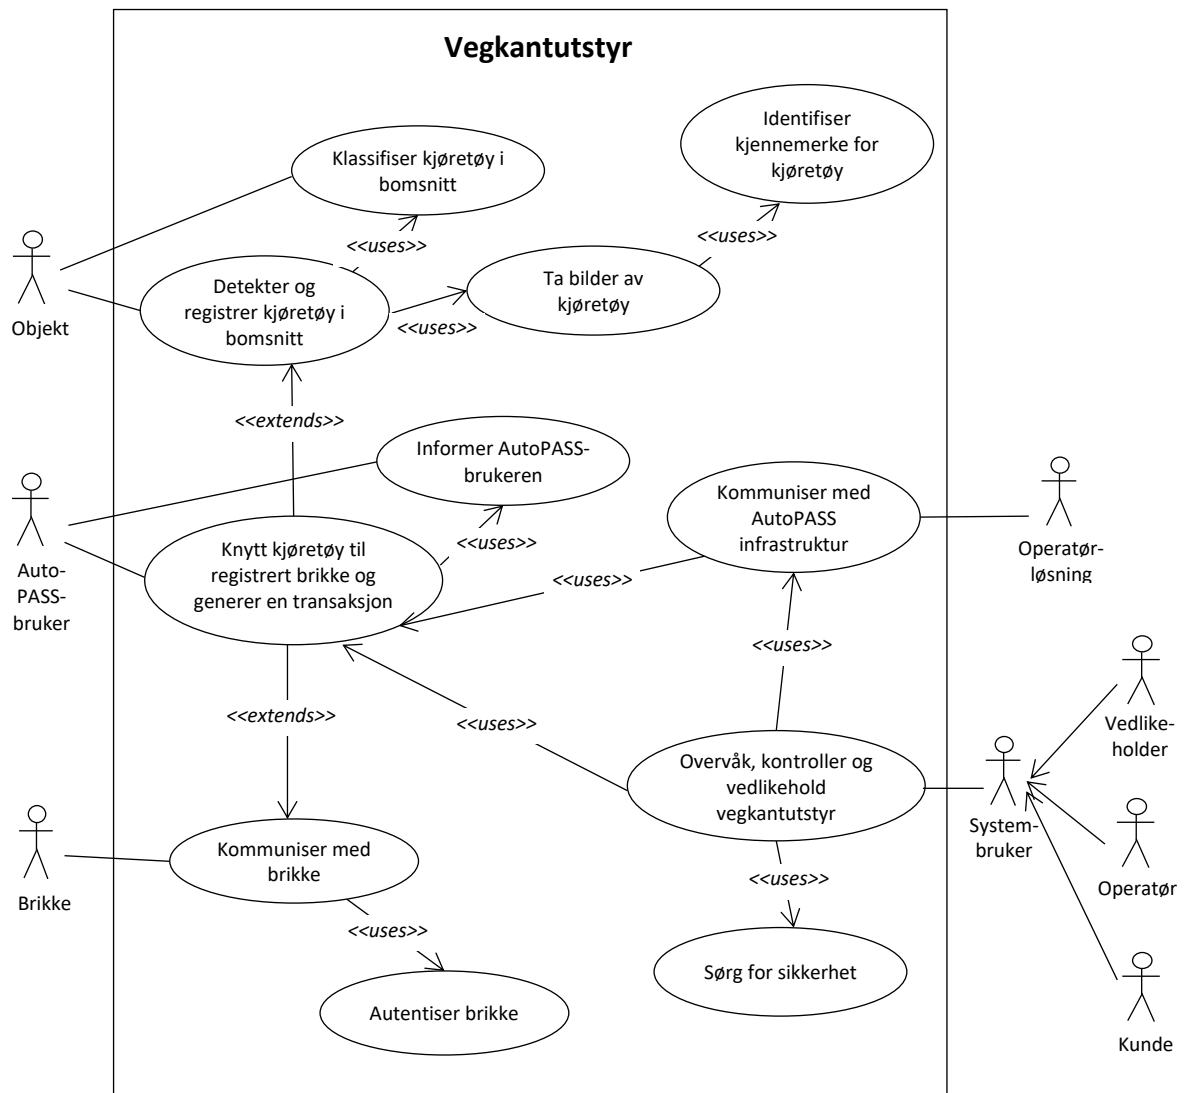 Vegkantutstyr
Identifiser
kjennemerke for
kjøretøy
Klassifiser kjøretøy i
bomsnitt
<<uses>>
<<uses>>
Objekt
Detekter og
registrer kjøretøy i
bomsnitt
Ta bilder av
kjøretøy
<<uses>>
<<extends>>
Informer AutoPASS-
brukeren
Auto-
PASS-
bruker
Knytt kjøretøy til
registrert brikke og
generer en transaksjon
<<uses>>
Kommuniser med
AutoPASS
infrastruktur
Operatør-
løsning
<<uses>>
<<uses>>
<<extends>>
<<uses>>
Vedlike-
holder
Overvåk, kontroller og
vedlikehold
vegkantutstyr
System-
bruker
Kommuniser med
brikke
Brikke
<<uses>>
Operatør
<<uses>>
Sørg for sikkerhet
Autentiser brikke
Kunde